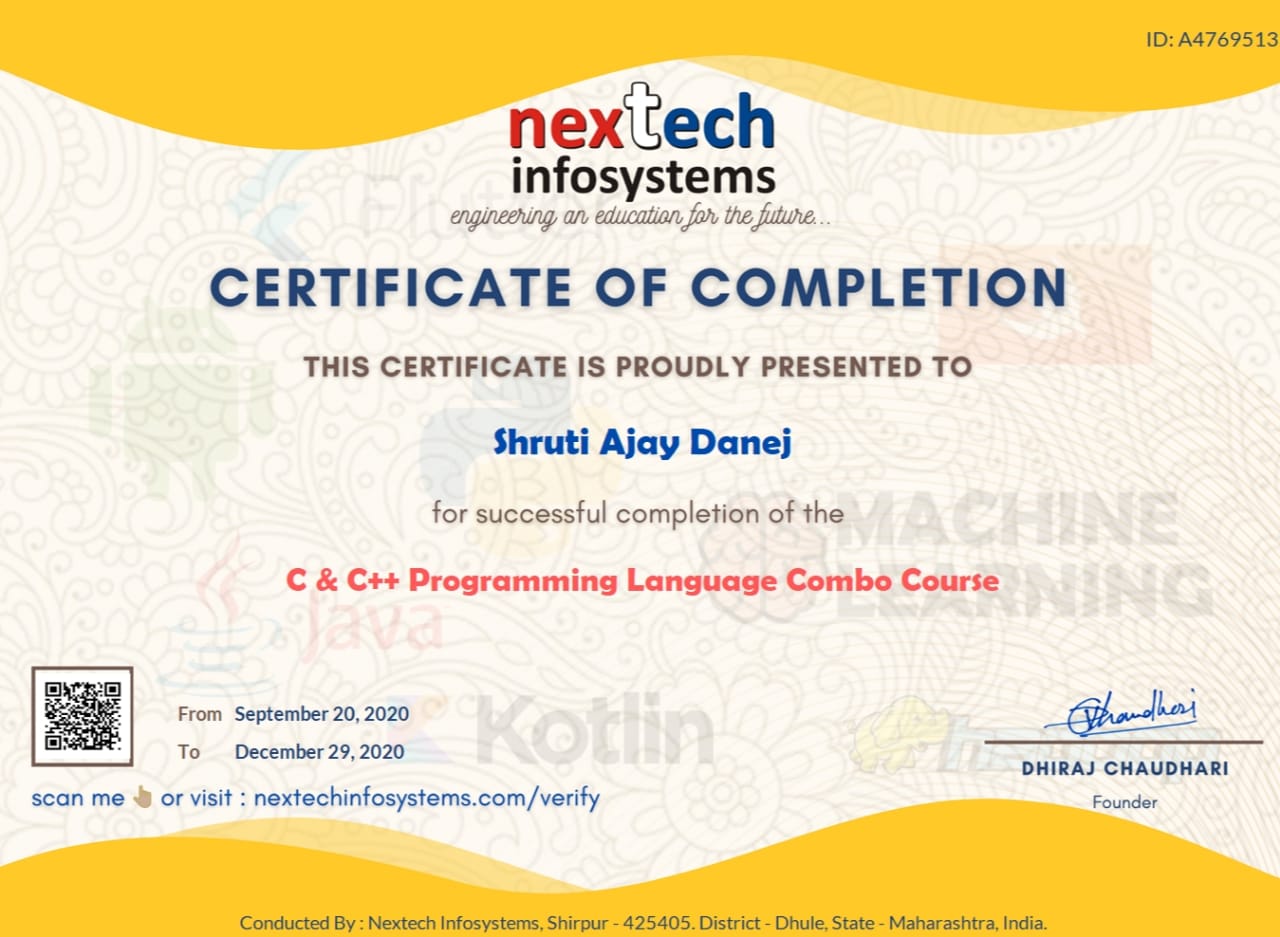 ID: A4769513
nextech
infosystems
engineering an education for the future...
CERTIFICATE OF COMPLETION
THIS CERTIFICATE IS PROUDLY PRESENTED TO
Shruti Ajay Danej
for successful completion of the
C & C++ Programming Language Combo Course
MACHINE
LEARNING
Flutter
Java
Kotlin
From September 20, 2020
To December 29, 2020
scan me 👆 or visit : nextechinfosystems.com/verify
Chaudhari
DHIRAJ CHAUDHARI
Founder
Conducted By : Nextech Infosystems, Shirpur - 425405. District - Dhule, State - Maharashtra, India.